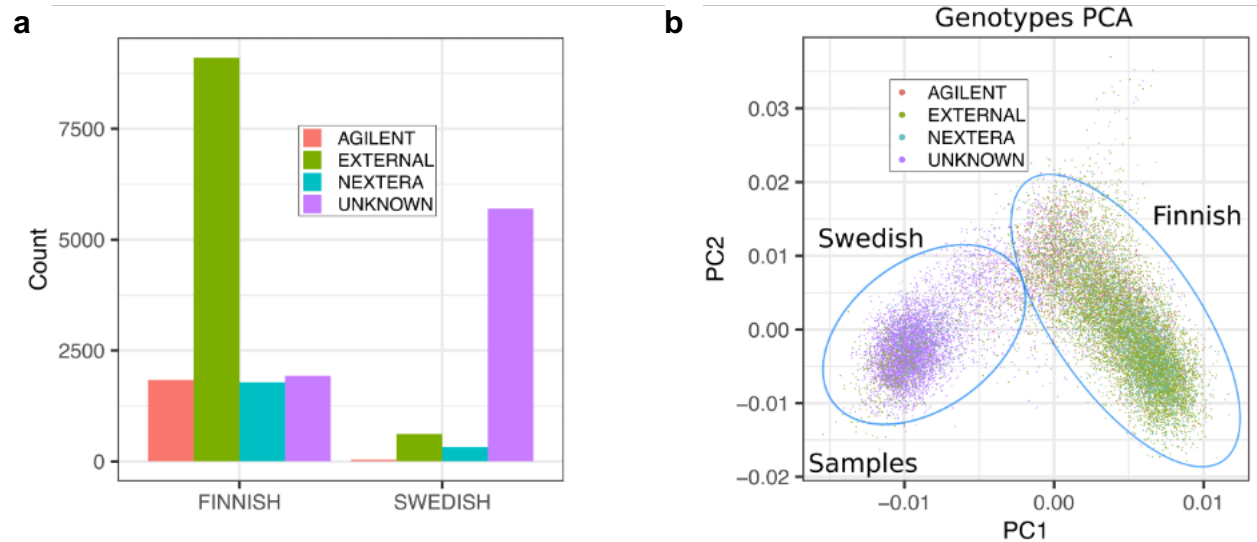 a
Count
7500
5000
2500
0
AGILENT
EXTERNAL
NEXTERA
UNKNOWN
FINNISH SWEDISH
b
Genotypes PCA
PC2
0.03
0.02
0.01
0.00
−0.01
−0.02
AGILENT
EXTERNAL
NEXTERA
UNKNOWN
Finnish
Swedish
Samples
−0.01 0.00 0.01
PC1